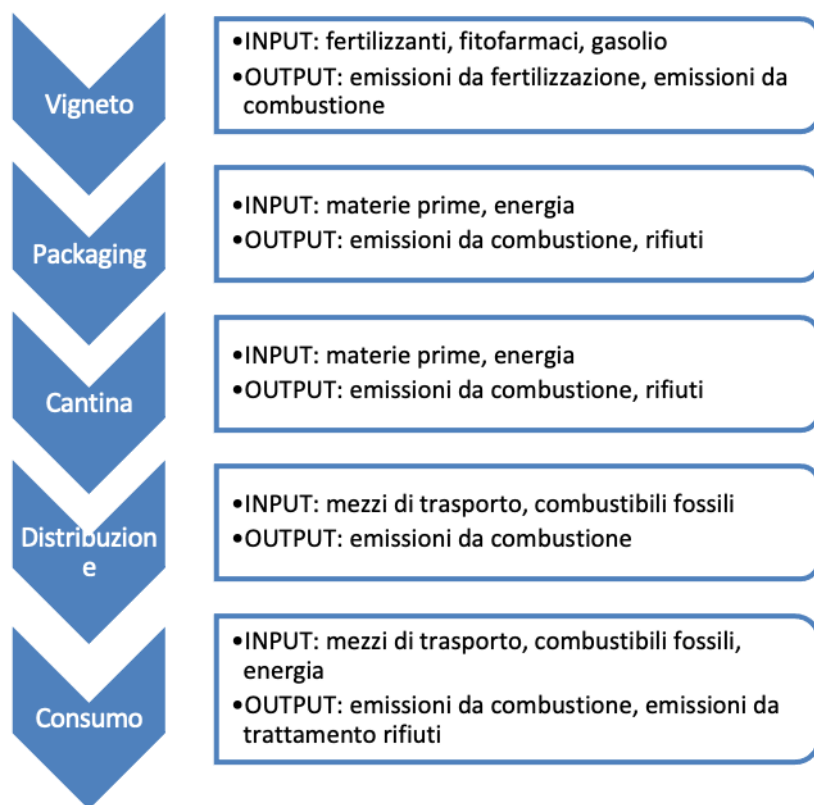 Vigneto
•INPUT: fertilizzanti, fitofarmaci, gasolio
•OUTPUT: emissioni da fertilizzazione, emissioni da
combustione
Packaging
•INPUT: materie prime, energia
•OUTPUT: emissioni da combustione, rifiuti
Cantina
•INPUT: materie prime, energia
•OUTPUT: emissioni da combustione, rifiuti
Distribuzion
e
•INPUT: mezzi di trasporto, combustibili fossili
•OUTPUT: emissioni da combustione
Consumo
•INPUT: mezzi di trasporto, combustibili fossili,
energia
•OUTPUT: emissioni da combustione, emissioni da
trattamento rifiuti